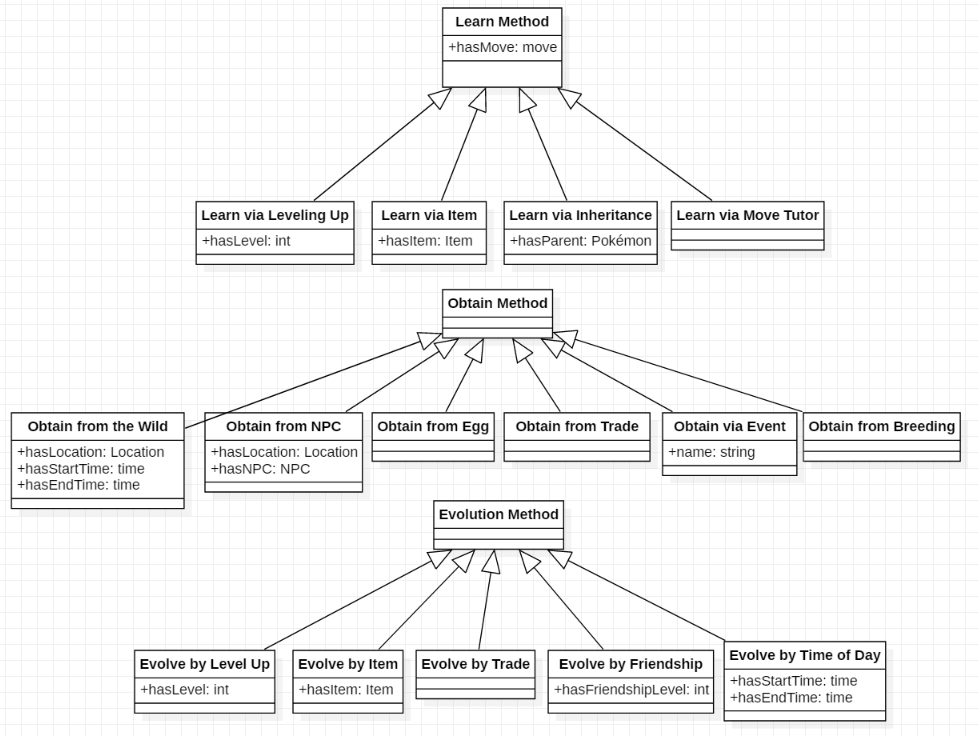 Learn Method
+hasMove: move
Learn via Leveling Up
+hasLevel: int
Learn via Item
+hasItem: Item
Learn via Inheritance
+hasParent: Pokémon
Learn via Move Tutor
Obtain Method
Obtain from the Wild
+hasLocation: Location
+hasStartTime: time
+hasEndTime: time
Obtain from NPC
+hasLocation: Location
+hasNPC: NPC
Obtain from Egg
Obtain from Trade
Obtain via Event
+name: string
Obtain from Breeding
Evolution Method
Evolve by Level Up
+hasLevel: int
Evolve by Item
+hasItem: Item
Evolve by Trade
Evolve by Friendship
+hasFriendshipLevel: int
Evolve by Time of Day
+hasStartTime: time
+hasEndTime: time